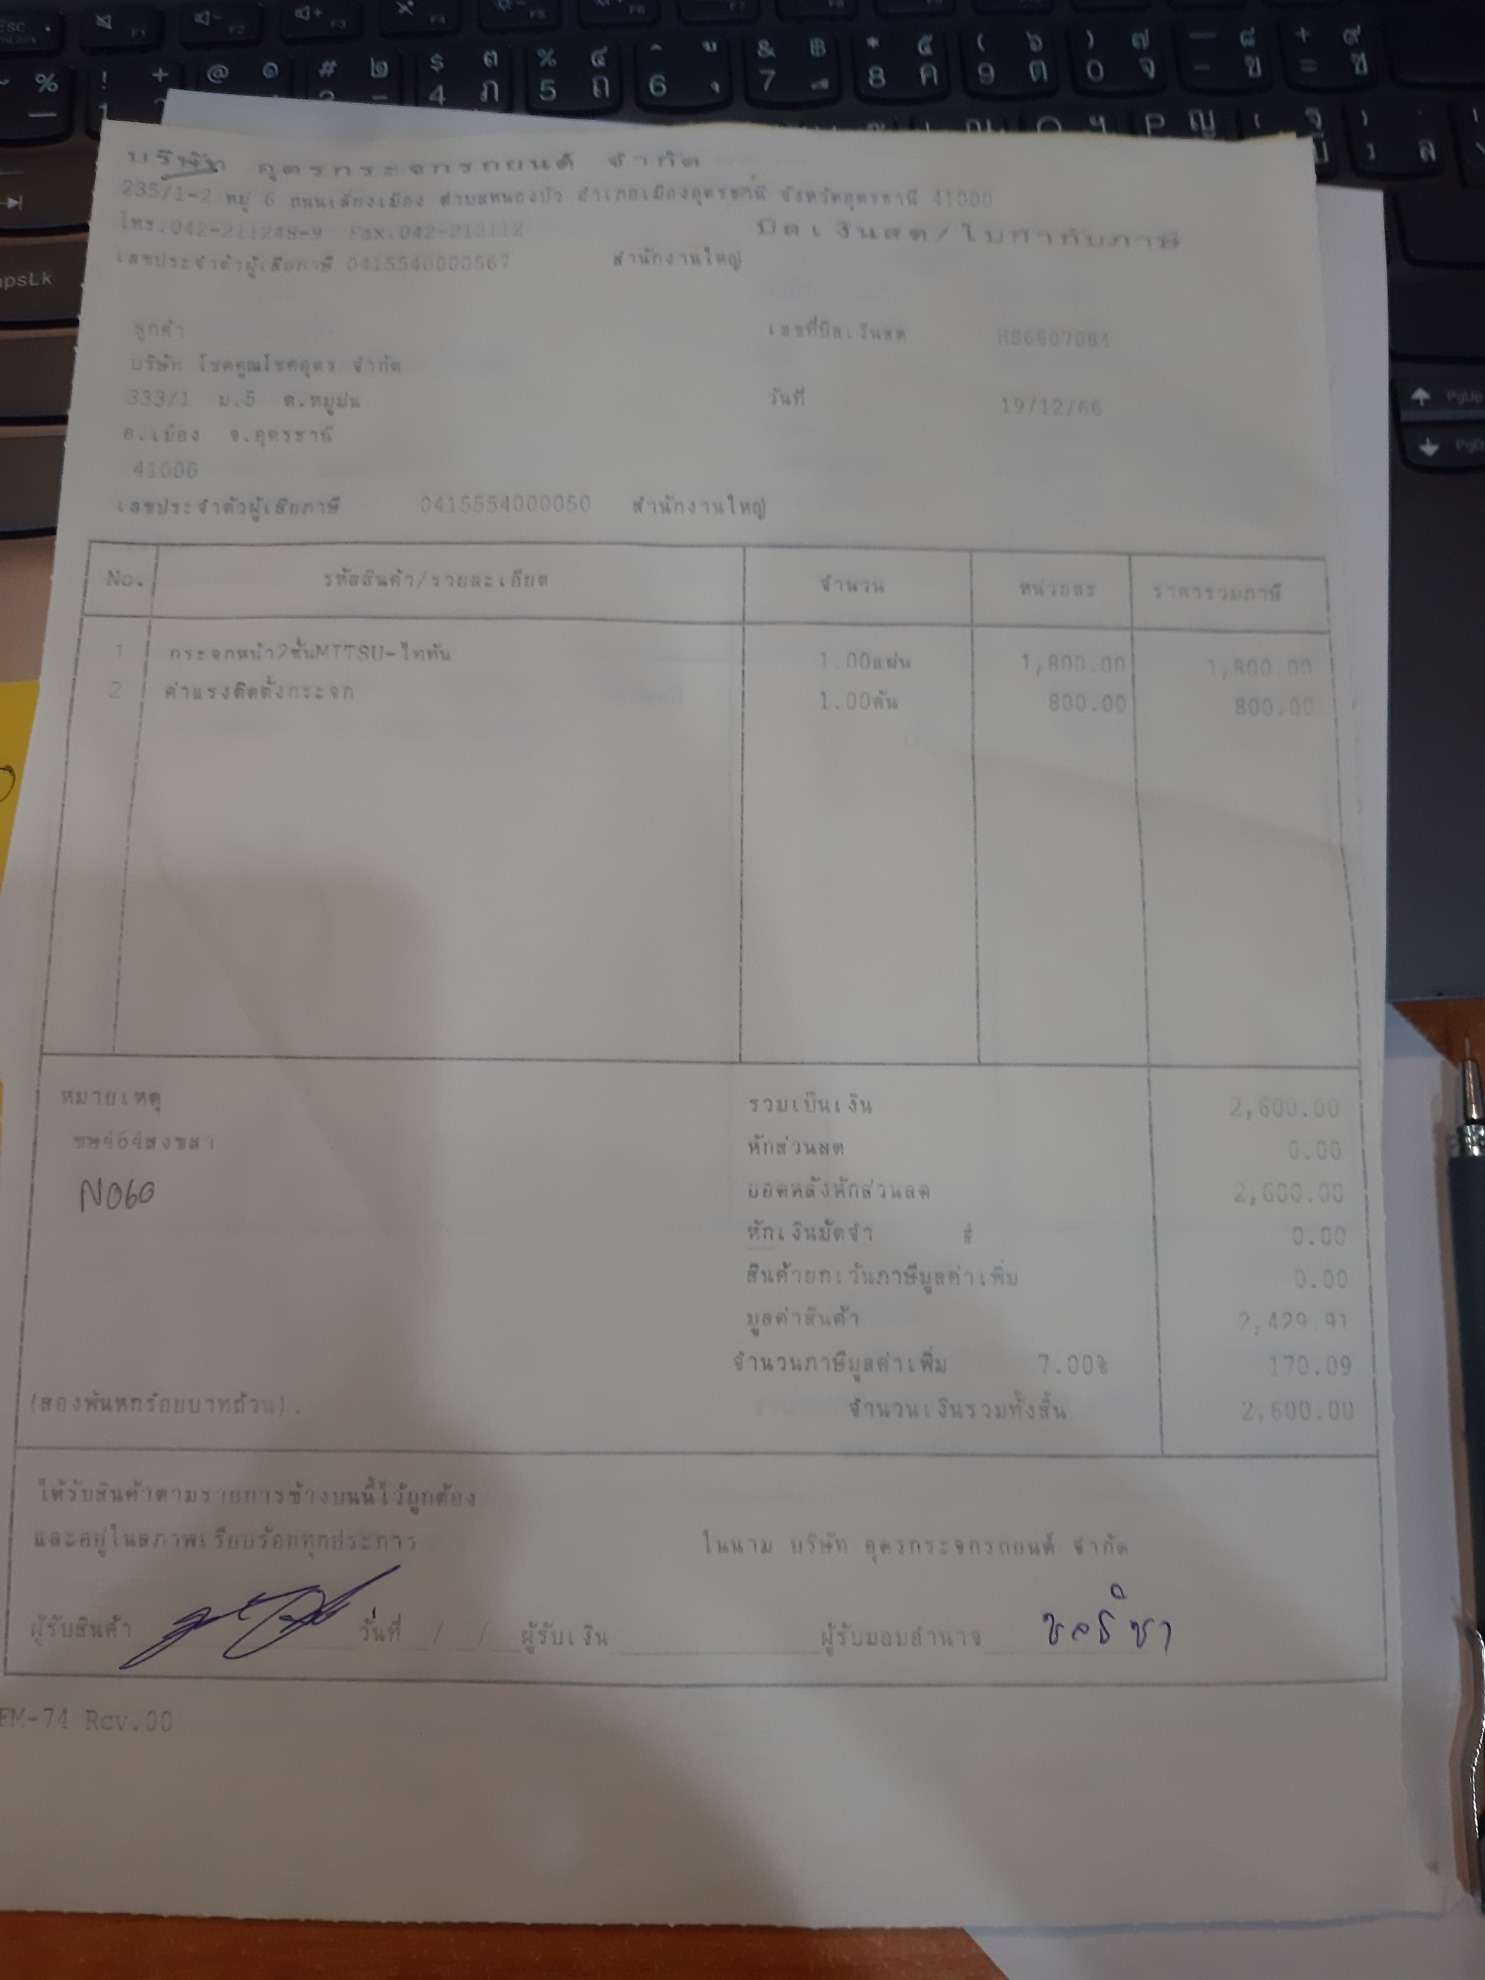 บริษัท อุดรกระจกรถยนต์ จำกัด
235/1-2 หมู่ 6 ถนนเลี่ยงเมือง ตำบลหนองบัว อำเภอเมืองอุดรธานี จังหวัดอุดรธานี 41000
โทร.042-211248-9 Fax.042-212112
บิลเงินสด/ใบกำกับภาษี
เลขประจำตัวผู้เสียภาษี 0415540000567 สำนักงานใหญ่
ลูกค้า
เลขที่บิลเงินสด HS6607084
บริษัท โชคคูณโชคอุดร จำกัด
333/1 ม.5 ต.หมูม่น
วันที่ 19/12/66
อ.เมือง จ.อุดรธานี
41000
เลขประจำตัวผู้เสียภาษี 0415554000050 สำนักงานใหญ่
No. รหัสสินค้า/รายละเอียด จำนวน หน่วยละ ราคารวมภาษี
1 กระจกหน้า2ชั้นMITSU-ไททัน 1.00แผ่น 1,800.00 1,800.00
2 ค่าแรงติดตั้งกระจก 1.00คัน 800.00 800.00
หมายเหตุ
รวมเป็นเงิน 2,600.00
ขษ464สงขลา
หักส่วนลด 0.00
N060
ยอดหลังหักส่วนลด 2,600.00
หักเงินมัดจำ # 0.00
สินค้ายกเว้นภาษีมูลค่าเพิ่ม 0.00
มูลค่าสินค้า 2,429.91
จำนวนภาษีมูลค่าเพิ่ม 7.00% 170.09
(สองพันหกร้อยบาทถ้วน). จำนวนเงินรวมทั้งสิ้น 2,600.00
ได้รับสินค้าตามรายการข้างบนนี้ไว้ถูกต้อง
และอยู่ในสภาพเรียบร้อยทุกประการ
ในนาม บริษัท อุดรกระจกรถยนต์ จำกัด
ผู้รับสินค้า วันที่ / / ผู้รับเงิน ผู้รับมอบอำนาจ ชลธิชา
FM-74 Rev.00